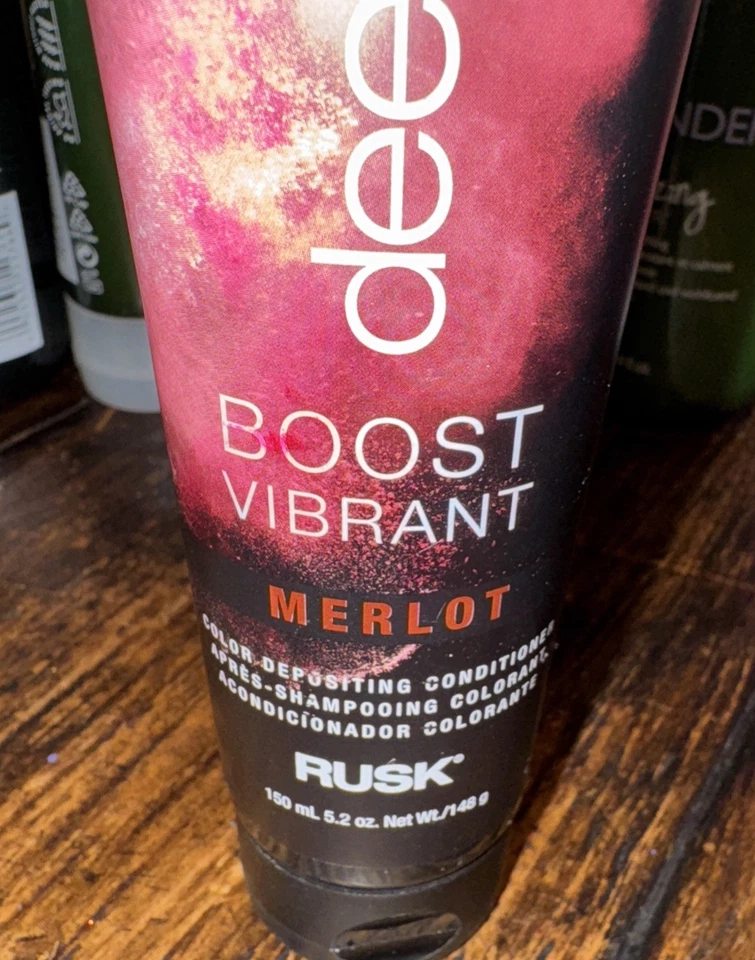 dee
BOOST
VIBRANT
MERLOT
COLOR DEPOSITING CONDITIONER
APRÈS-SHAMPOOING COLORANT
ACONDICIONADOR COLORANTE
RUSK®
150 mL 5.2 oz. Net Wt./148 g
NDE